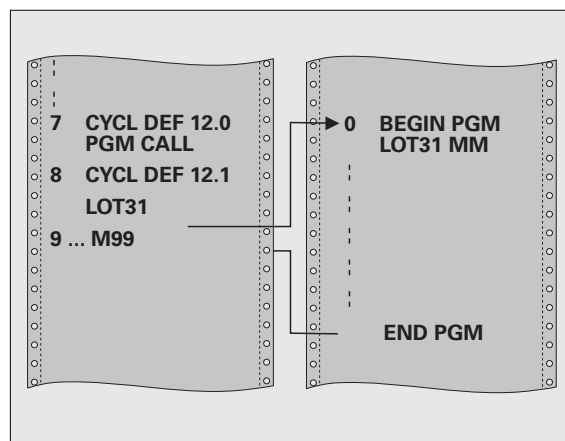 7 CYCL DEF 12.0
PGM CALL
8 CYCL DEF 12.1
LOT31
9 ... M99
0 BEGIN PGM
LOT31 MM
END PGM